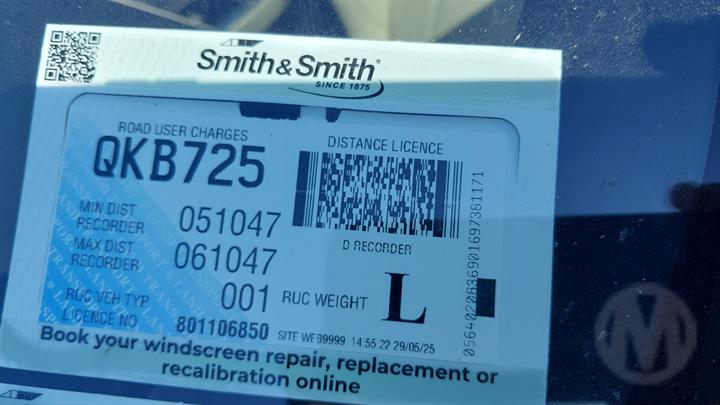 Smith&Smith®
SINCE 1875
ROAD USER CHARGES
QKB725
DISTANCE LICENCE
MIN DIST
RECORDER 051047
MAX DIST
RECORDER 061047
D RECORDER
RUC VEH TYP 001 RUC WEIGHT L
LICENCE NO 801106850 SITE WEB9999 14:55:22 29/05/25
0564020836901697381171
Book your windscreen repair, replacement or
recalibration online
M